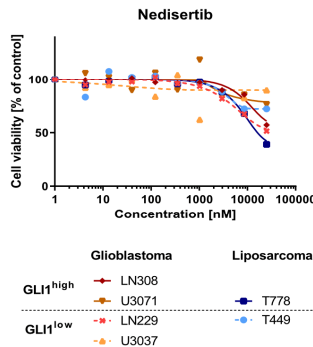 Nedisertib
Cell viability [% of control]
100
50
0
1 10 100 1000 10000 100000
Concentration [nM]
Glioblastoma Liposarcoma
GLI1high
LN308
U3071 T778
GLI1low
LN229 T449
U3037